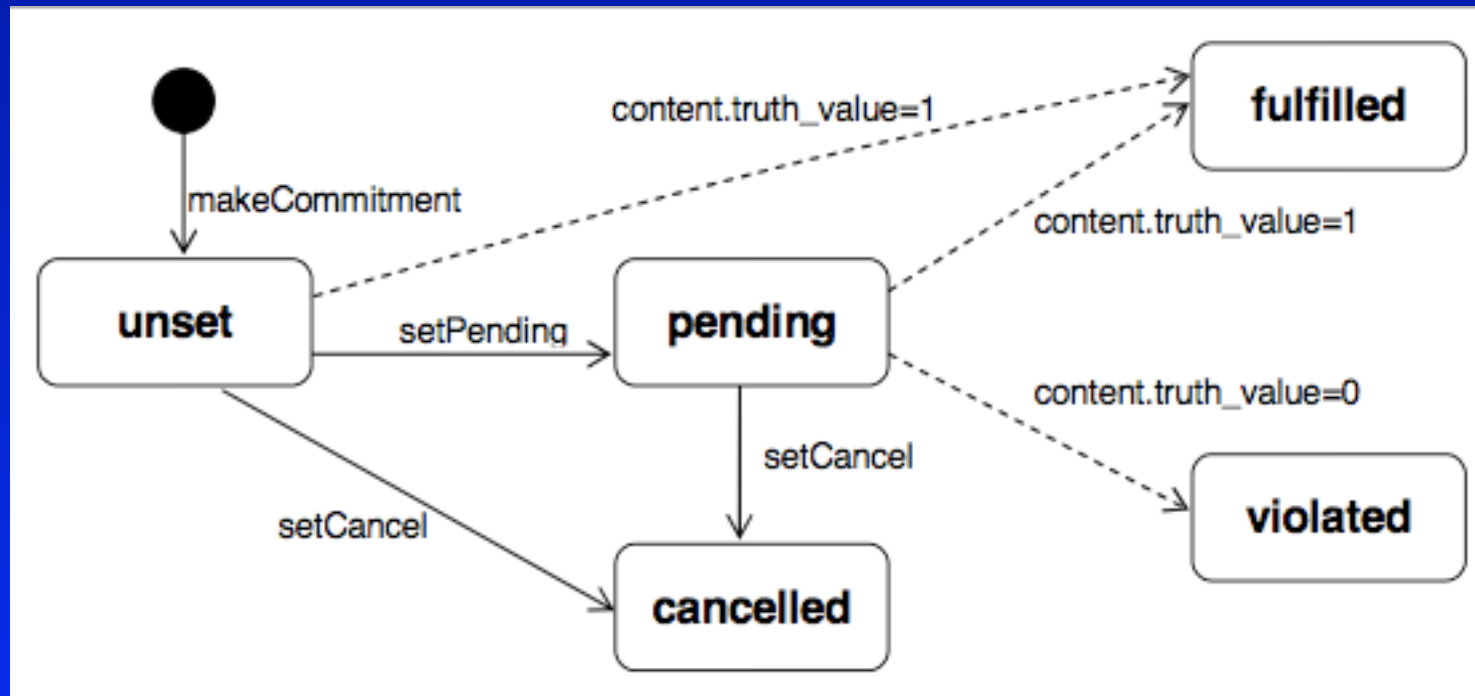 fulfilled
content.truth_value=1
makeCommitment
content.truth_value=1
unset
setPending
pending
content.truth_value=0
setCancel
setCancel
violated
cancelled